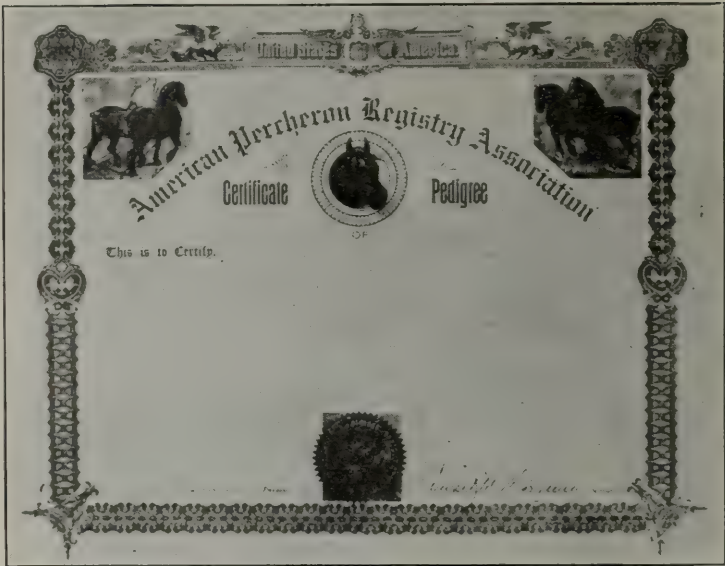 United States of America
American Percheron Registry Association
Certificate Pedigree
OF
This is to Certify.